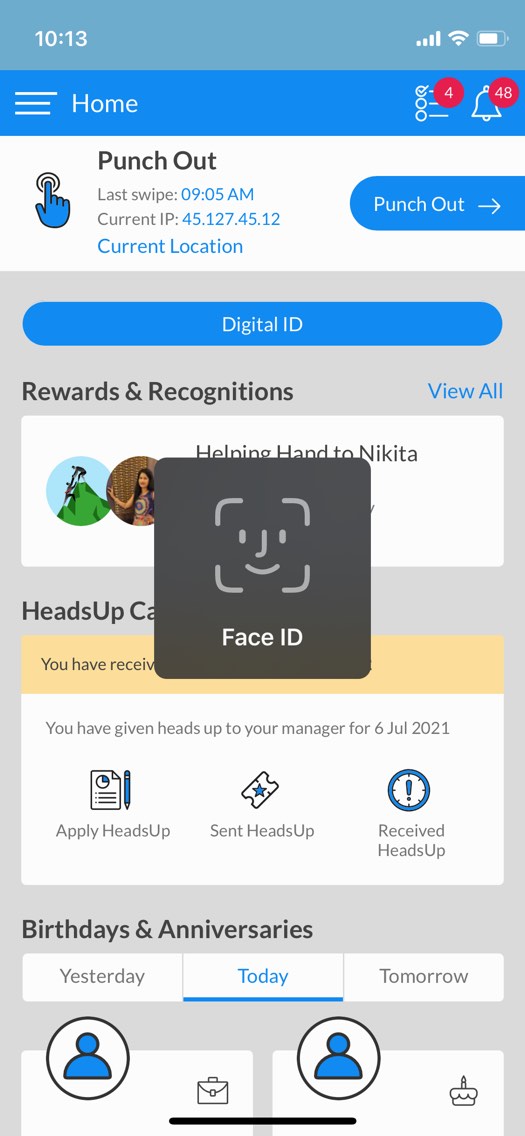 10:13
Home
4
48
Punch Out
Last swipe: 09:05 AM
Current IP: 45.127.45.12
Current Location
Punch Out
Digital ID
Rewards & Recognitions
View All
Helping Hand to Nikita
Face ID
HeadsUp Ca
You have receiv
You have given heads up to your manager for 6 Jul 2021
Apply HeadsUp
Sent HeadsUp
Received
HeadsUp
Birthdays & Anniversaries
Yesterday
Today
Tomorrow